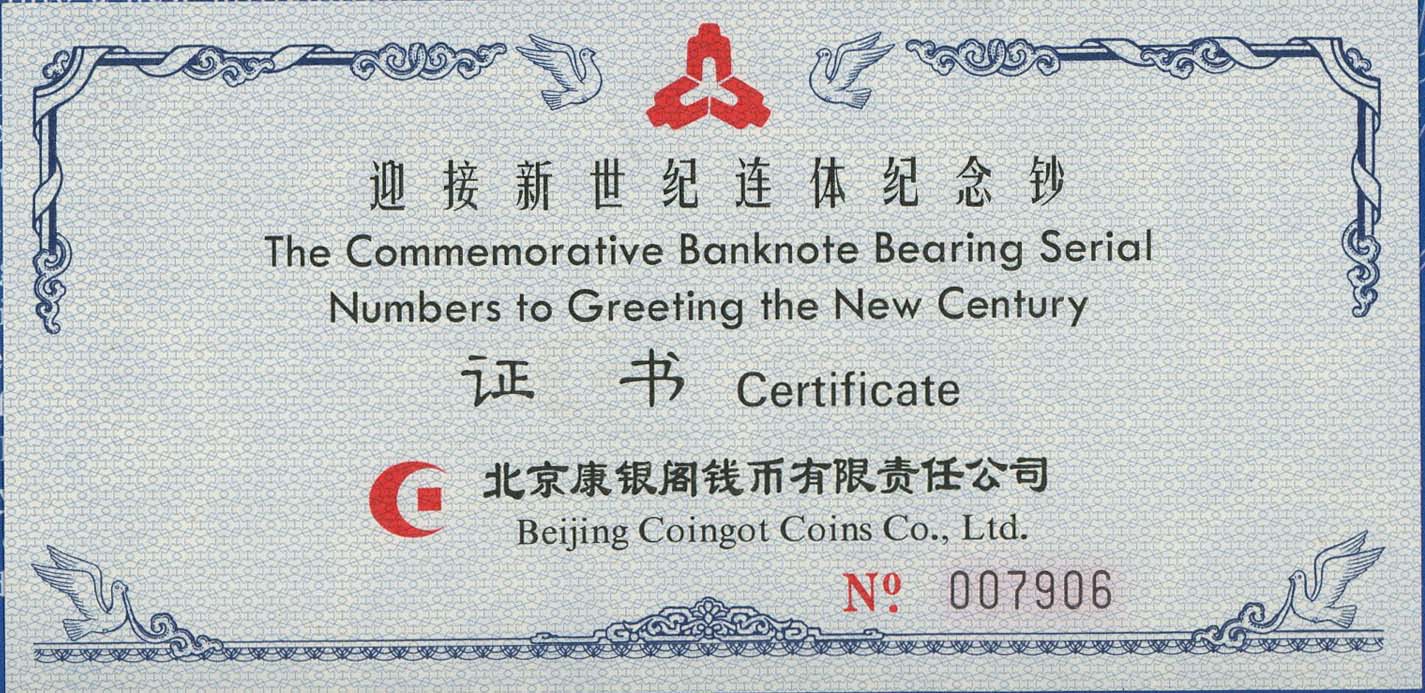 迎接新世纪连体纪念钞
The Commemorative Banknote Bearing Serial
Numbers to Greeting the New Century
证 书 Certificate
北京康银阁钱币有限责任公司
Beijing Coingot Coins Co., Ltd.
Nº. 007906